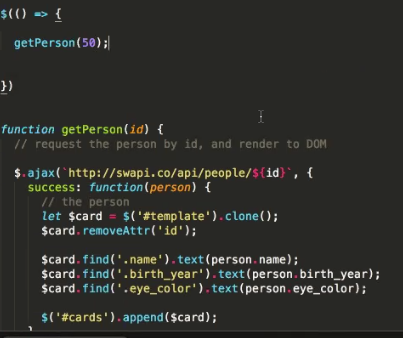 $(() => {
getPerson(50);
})
function getPerson(id) {
// request the person by id, and render to DOM
$.ajax(`http://swapi.co/api/people/${id}`, {
success: function(person) {
// the person
let $card = $('#template').clone();
$card.removeAttr('id');
$card.find('.name').text(person.name);
$card.find('.birth_year').text(person.birth_year);
$card.find('.eye_color').text(person.eye_color);
$('#cards').append($card);
}